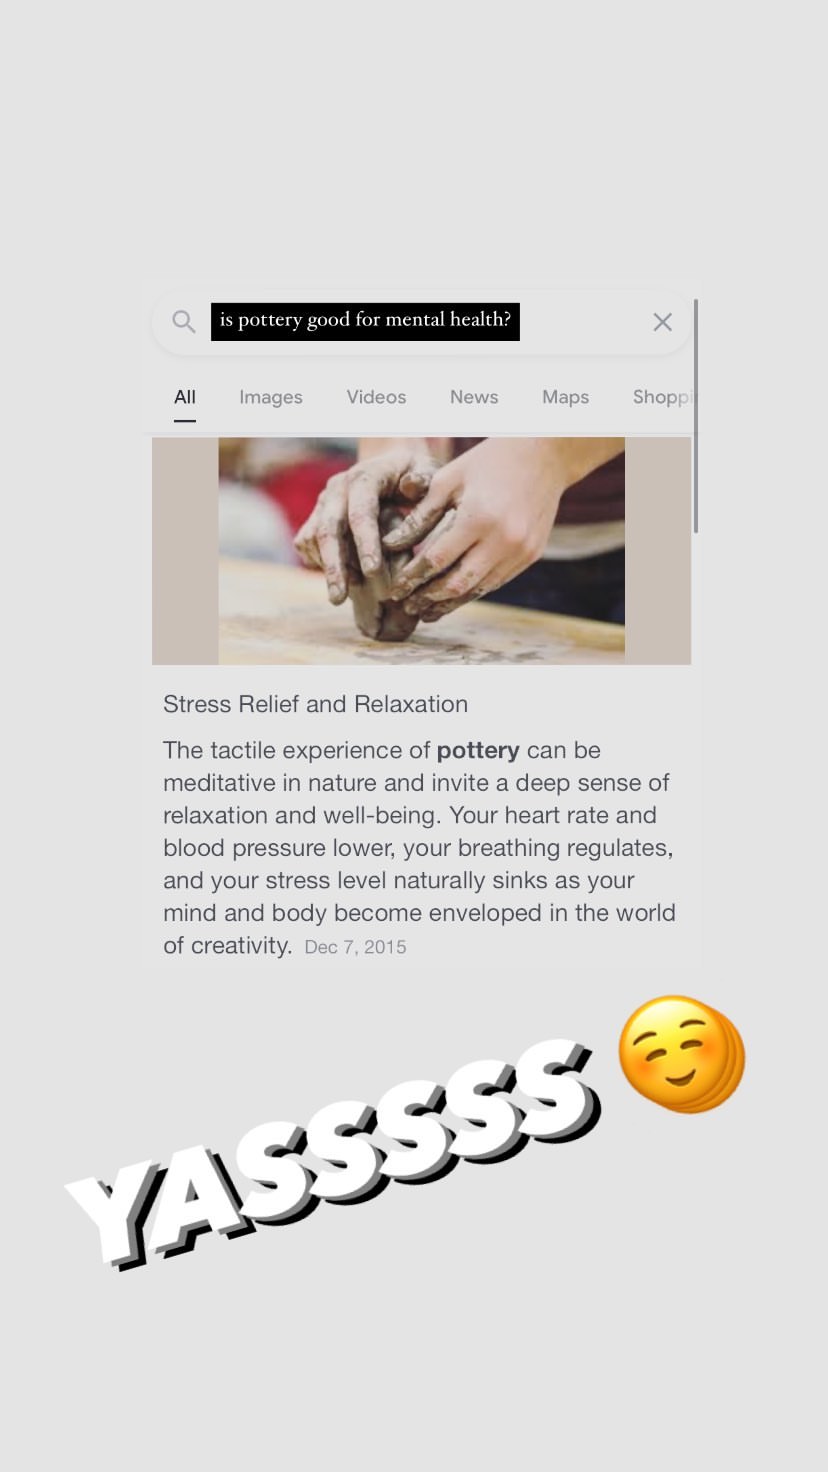 is pottery good for mental health?
All Images Videos News Maps Shoppi
Stress Relief and Relaxation
The tactile experience of pottery can be
meditative in nature and invite a deep sense of
relaxation and well-being. Your heart rate and
blood pressure lower, your breathing regulates,
and your stress level naturally sinks as your
mind and body become enveloped in the world
of creativity. Dec 7, 2015
YASSSSS